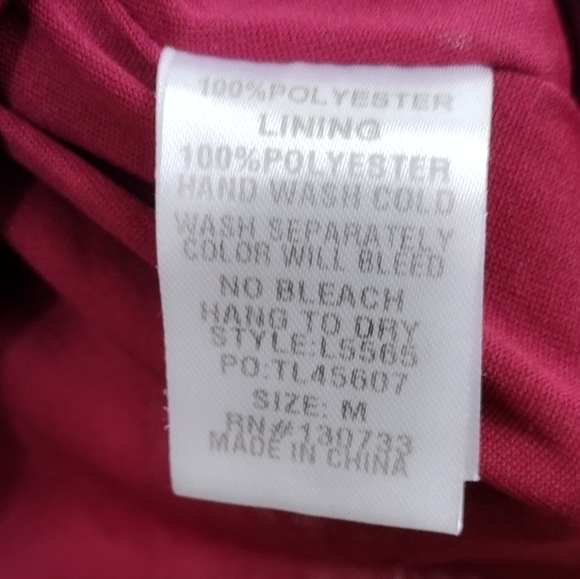 100%POLYESTER
LINING
100%POLYESTER
HAND WASH COLD
WASH SEPARATELY
COLOR WILL BLEED
NO BLEACH
HANG TO DRY
STYLE:L5565
PO:TL45607
SIZE: M
RN#130733
MADE IN CHINA